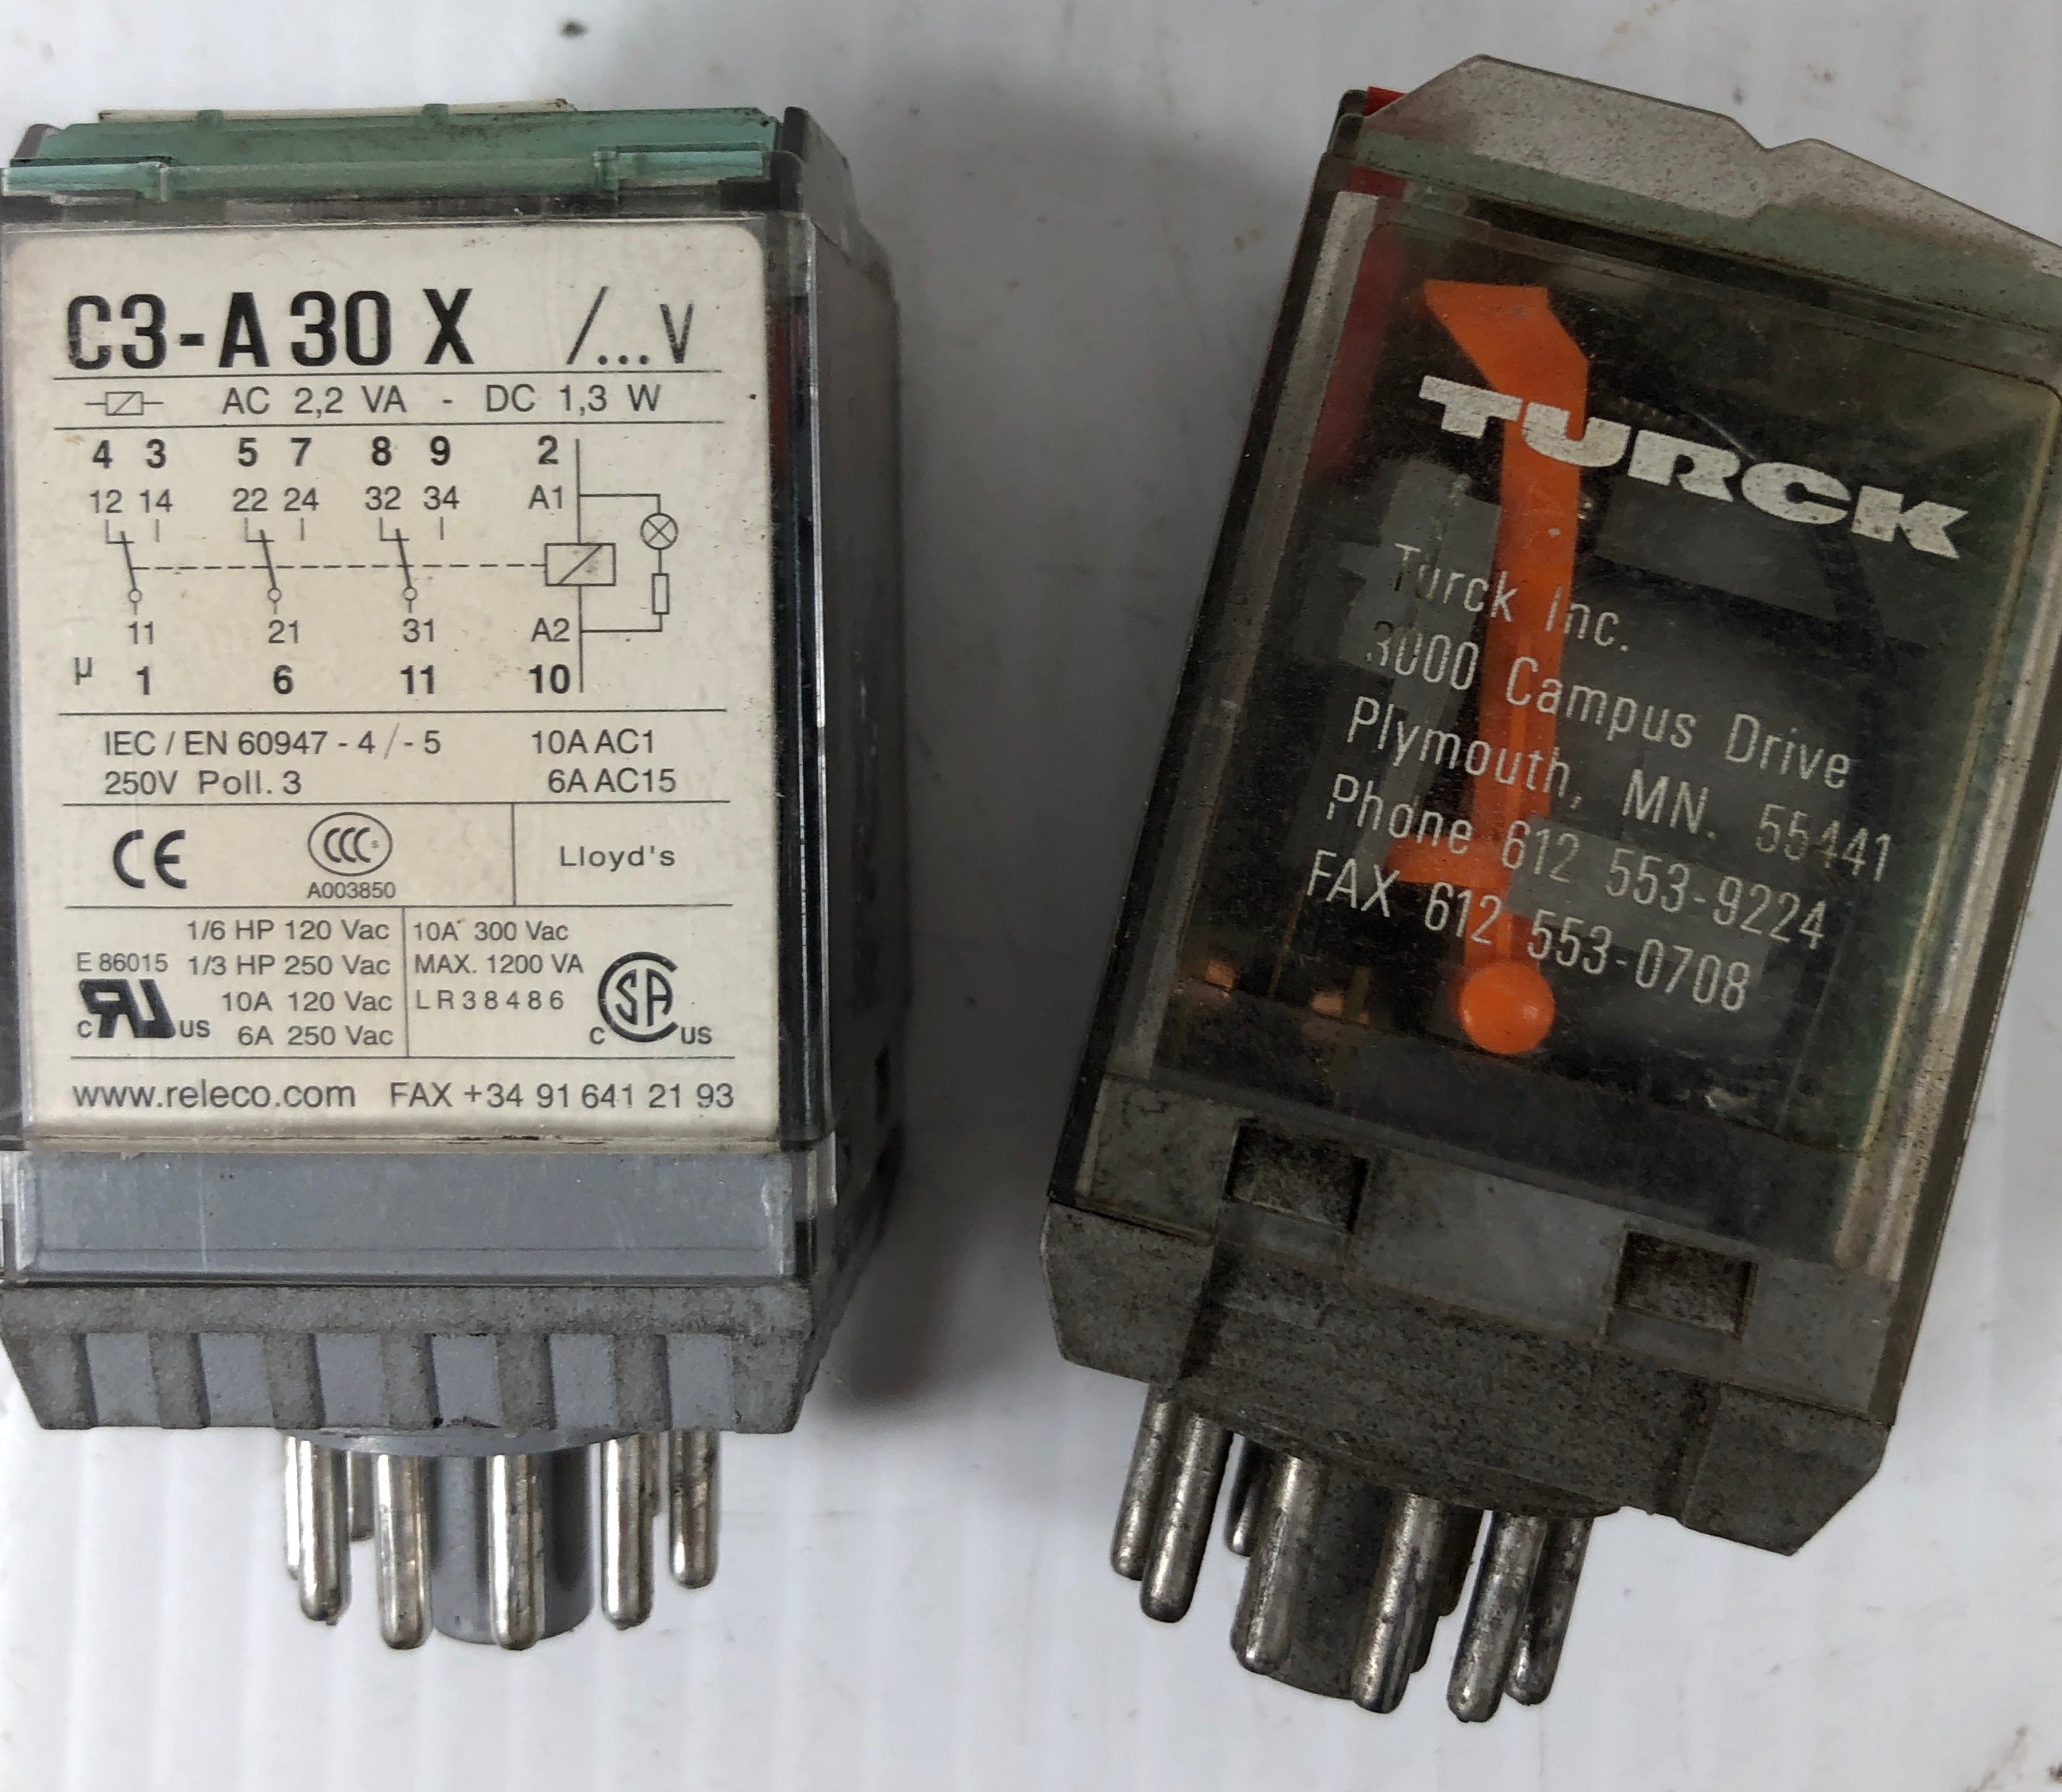 C3-A 30 X /...V
AC 2,2 VA - DC 1,3 W
4 3 5 7 8 9 2
12 14 22 24 32 34 A1
11 21 31 A2
µ 1 6 11 10
IEC / EN 60947 - 4 / - 5 10A AC1
250V Poll. 3 6A AC15
CE CCC S Lloyd's
A003850
1/6 HP 120 Vac 10A 300 Vac
E 86015 1/3 HP 250 Vac MAX. 1200 VA
10A 120 Vac LR38486
c RU US 6A 250 Vac c SA US
www.releco.com FAX +34 91 641 21 93
TURCK
Turck Inc.
3000 Campus Drive
Plymouth, MN. 55441
Phone 612 553-9224
FAX 612 553-0708